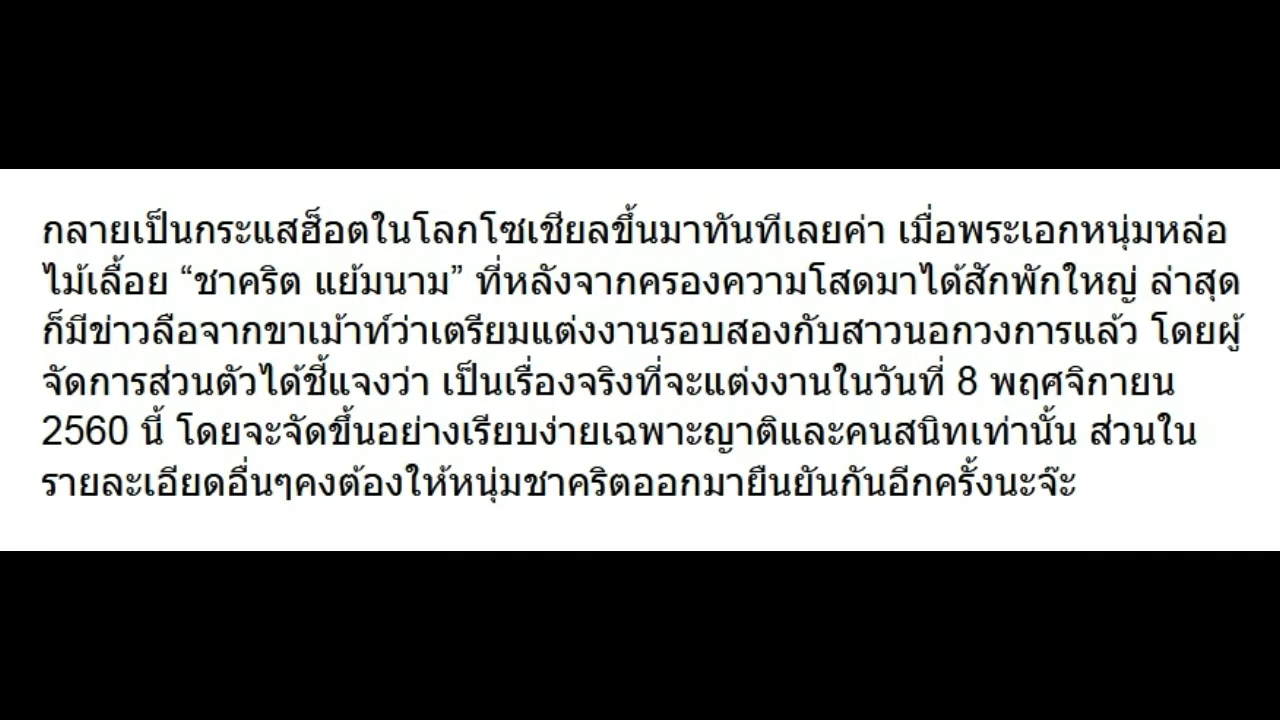 กลายเป็นกระแสฮ็อตในโลกโซเชียลขึ้นมาทันทีเลยค่า เมื่อพระเอกหนุ่มหล่อ
ไม้เลื้อย “ชาคริต แย้มนาม” ที่หลังจากครองความโสดมาได้สักพักใหญ่ ล่าสุด
ก็มีข่าวลือจากขาเม้าท์ว่าเตรียมแต่งงานรอบสองกับสาวนอกวงการแล้ว โดยผู้
จัดการส่วนตัวได้ชี้แจงว่า เป็นเรื่องจริงที่จะแต่งงานในวันที่ 8 พฤศจิกายน
2560 นี้ โดยจะจัดขึ้นอย่างเรียบง่ายเฉพาะญาติและคนสนิทเท่านั้น ส่วนใน
รายละเอียดอื่นๆคงต้องให้หนุ่มชาคริตออกมายืนยันกันอีกครั้งนะจ๊ะ